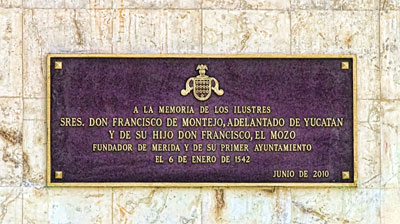 A LA MEMORIA DE LOS ILUSTRES
SRES. DON FRANCISCO DE MONTEJO, ADELANTADO DE YUCATAN
Y DE SU HIJO DON FRANCISCO, EL MOZO
FUNDADOR DE MERIDA Y DE SU PRIMER AYUNTAMIENTO
EL 6 DE ENERO DE 1542
JUNIO DE 2010